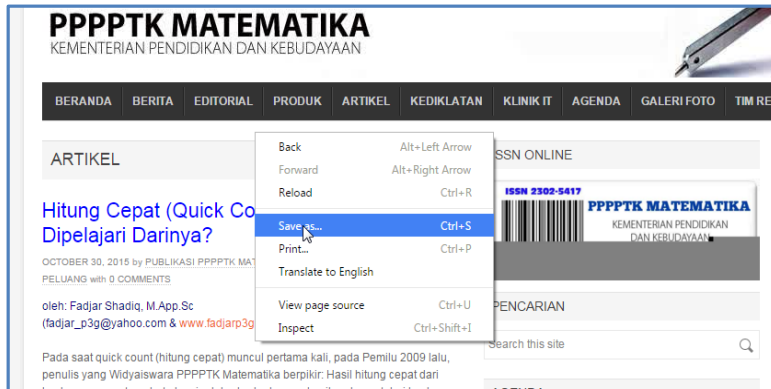 PPPPTK MATEMATIKA
KEMENTERIAN PENDIDIKAN DAN KEBUDAYAAN
BERANDA BERITA EDITORIAL PRODUK ARTIKEL KEDIKLATAN KLINIK IT AGENDA GALERI FOTO TIM RE
ARTIKEL
Hitung Cepat (Quick Co
Dipelajari Darinya?
OCTOBER 30, 2015 by PUBLIKASI PPPPTK MAT
PELUANG with 0 COMMENTS
oleh: Fadjar Shadiq, M.App.Sc
(fadjar_p3g@yahoo.com & www.fadjarp3g
Pada saat quick count (hitung cepat) muncul pertama kali, pada Pemilu 2009 lalu,
penulis yang Widyaiswara PPPPTK Matematika berpikir: Hasil hitung cepat dari
Back Alt+Left Arrow
Forward Alt+Right Arrow
Reload Ctrl+R
Save as... Ctrl+S
Print... Ctrl+P
Translate to English
View page source Ctrl+U
Inspect Ctrl+Shift+I
ISSN ONLINE
ISSN 2302-5417
PPPPTK MATEMATIKA
KEMENTERIAN PENDIDIKAN
DAN KEBUDAYAAN
PENCARIAN
Search this site